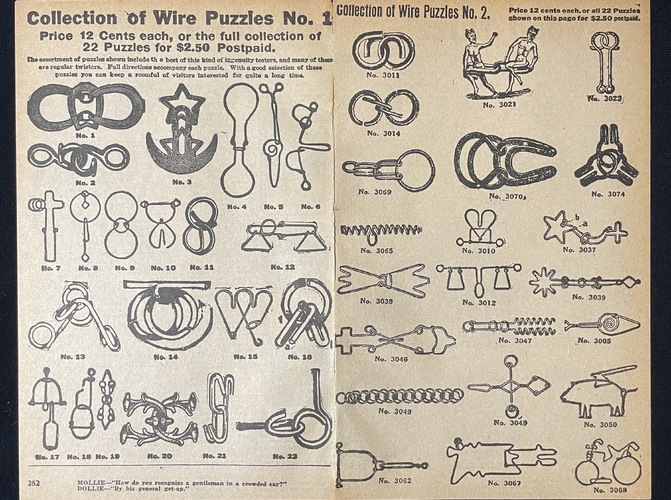 Collection of Wire Puzzles No. 1
Price 12 Cents each, or the full collection of
22 Puzzles for $2.50 Postpaid.
The assortment of puzzles shown include the best of this kind of ingenuity testers, and many of them
are regular twisters. Full directions accompany each puzzle. With a good selection of these
puzzles you can keep a roomful of visitors interested for quite a long time.
No. 1
No. 2
No. 3
No. 4
No. 5
No. 6
No. 7
No. 8
No. 9
No. 10
No. 11
No. 12
No. 13
No. 14
No. 15
No. 16
No. 17
No. 18
No. 19
No. 20
No. 21
No. 22
252
MOLLIE—"How do you recognize a gentleman in a crowded car?"
DOLLIE—"By his general get-up."
Collection of Wire Puzzles No. 2.
Price 12 cents each, or all 22 Puzzles
shown on this page for $2.50 postpaid.
No. 3011
No. 3021
No. 3022
No. 3014
No. 3069
No. 3070
No. 3074
No. 3065
No. 3010
b
a
No. 3037
No. 3038
No. 3012
No. 3039
No. 3046
No. 3047
No. 3005
No. 3049
No. 3049
No. 3050
No. 3062
No. 3067
No. 3068